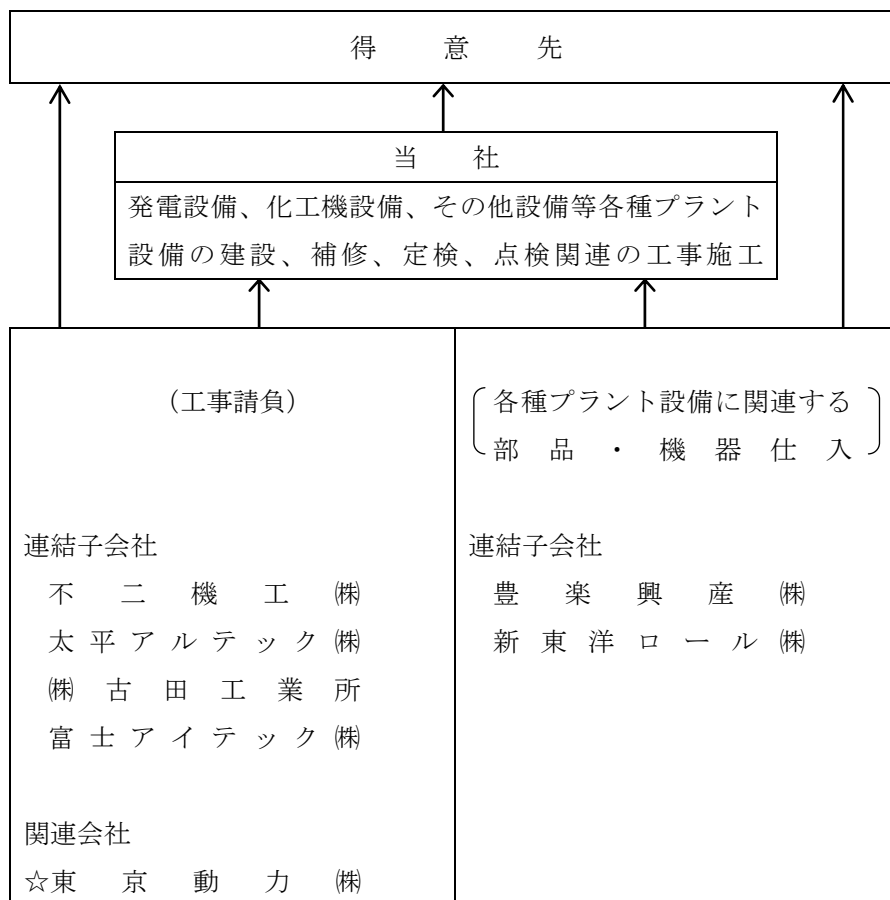 得意先
当社
発電設備、化工機設備、その他設備等各種プラント
設備の建設、補修、定検、点検関連の工事施工
(工事請負)
連結子会社
不二機工㈱
太平アルテック㈱
㈱古田工業所
富士アイテック㈱
関連会社
☆東京動力㈱
各種プラント設備に関連する
部品・機器仕入
連結子会社
豊楽興産㈱
新東洋ロール㈱